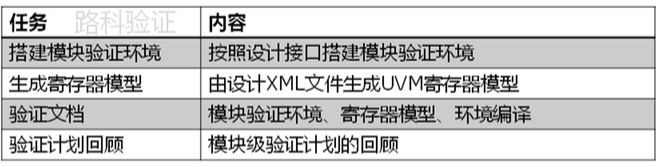 任务 路科验证 内容
搭建模块验证环境 按照设计接口搭建模块验证环境
生成寄存器模型 由设计XML文件生成UVM寄存器模型
验证文档 模块验证环境、寄存器模型、环境编译
验证计划回顾 模块级验证计划的回顾